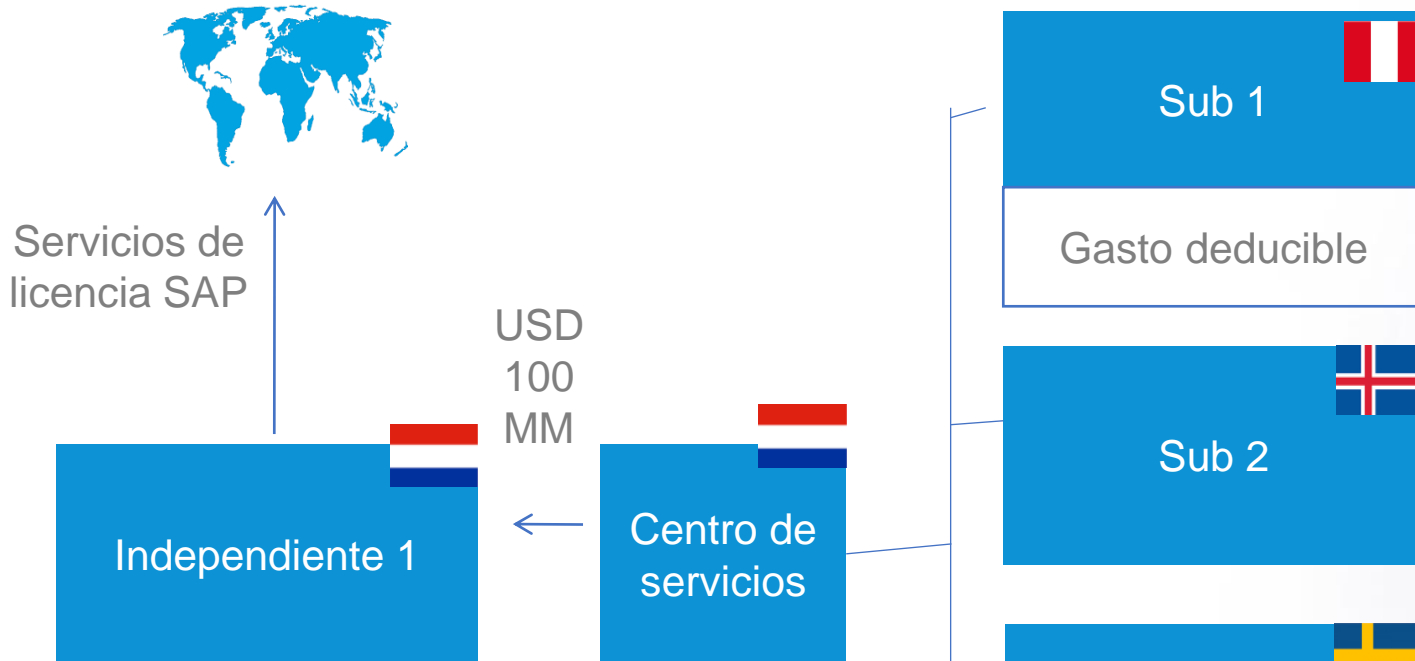 Servicios de
licencia SAP
USD
100
MM
Independiente 1
Centro de
servicios
Sub 1
Gasto deducible
Sub 2